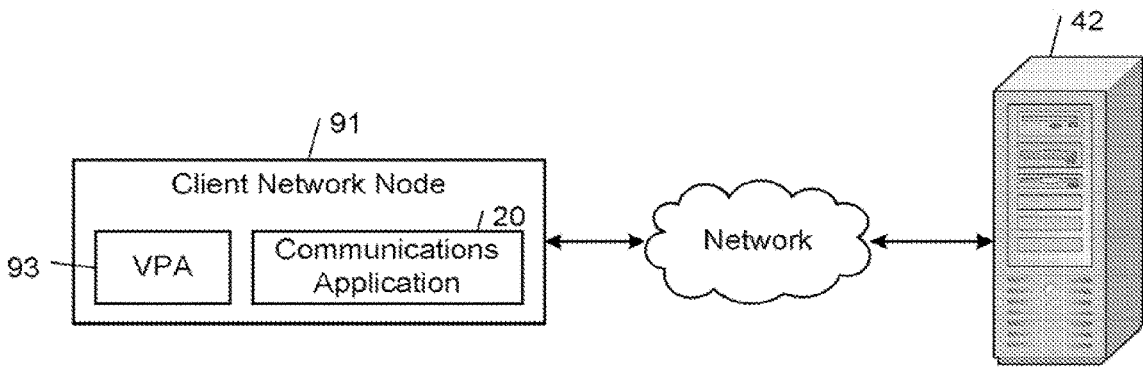 42
91
Client Network Node
20
93
VPA
Communications
Application
Network